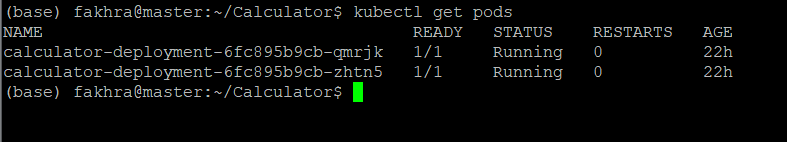 (base) fakhra@master:~/Calculator$ kubectl get pods
NAME READY STATUS RESTARTS AGE
calculator-deployment-6fc895b9cb-qmrjk 1/1 Running 0 22h
calculator-deployment-6fc895b9cb-zhtn5 1/1 Running 0 22h
(base) fakhra@master:~/Calculator$